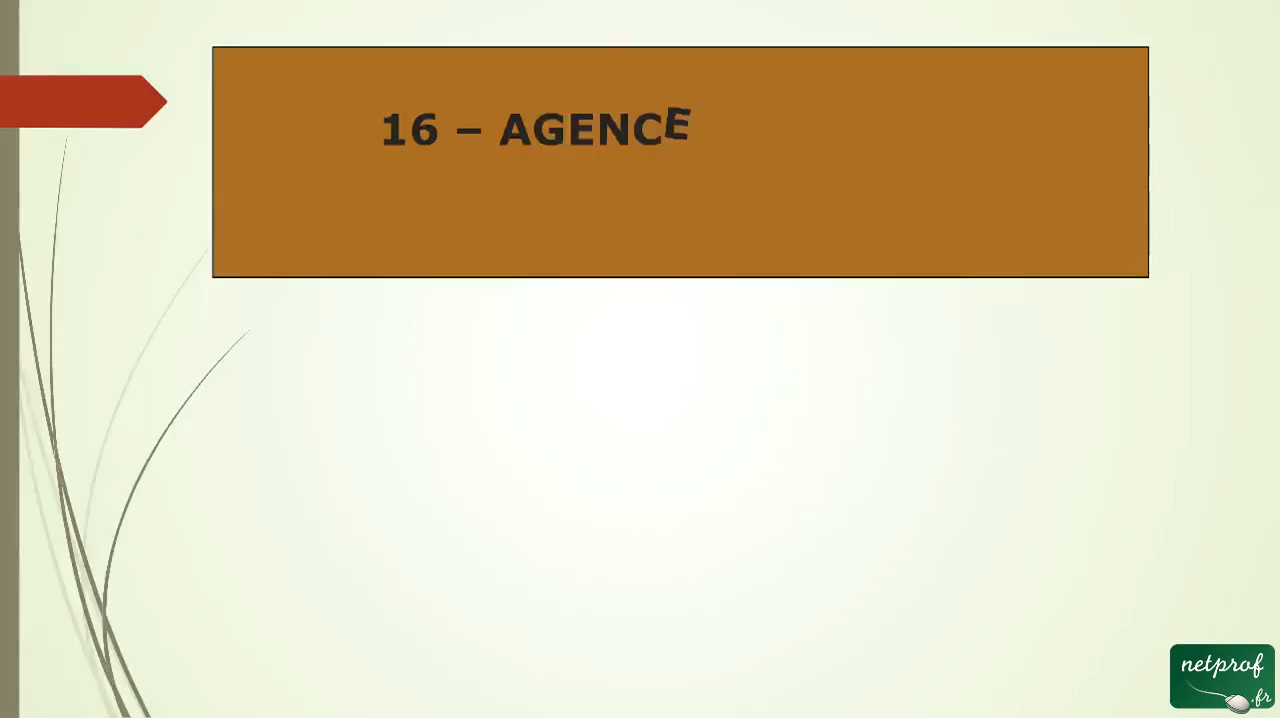 16 – AGENCE
netprof
.fr